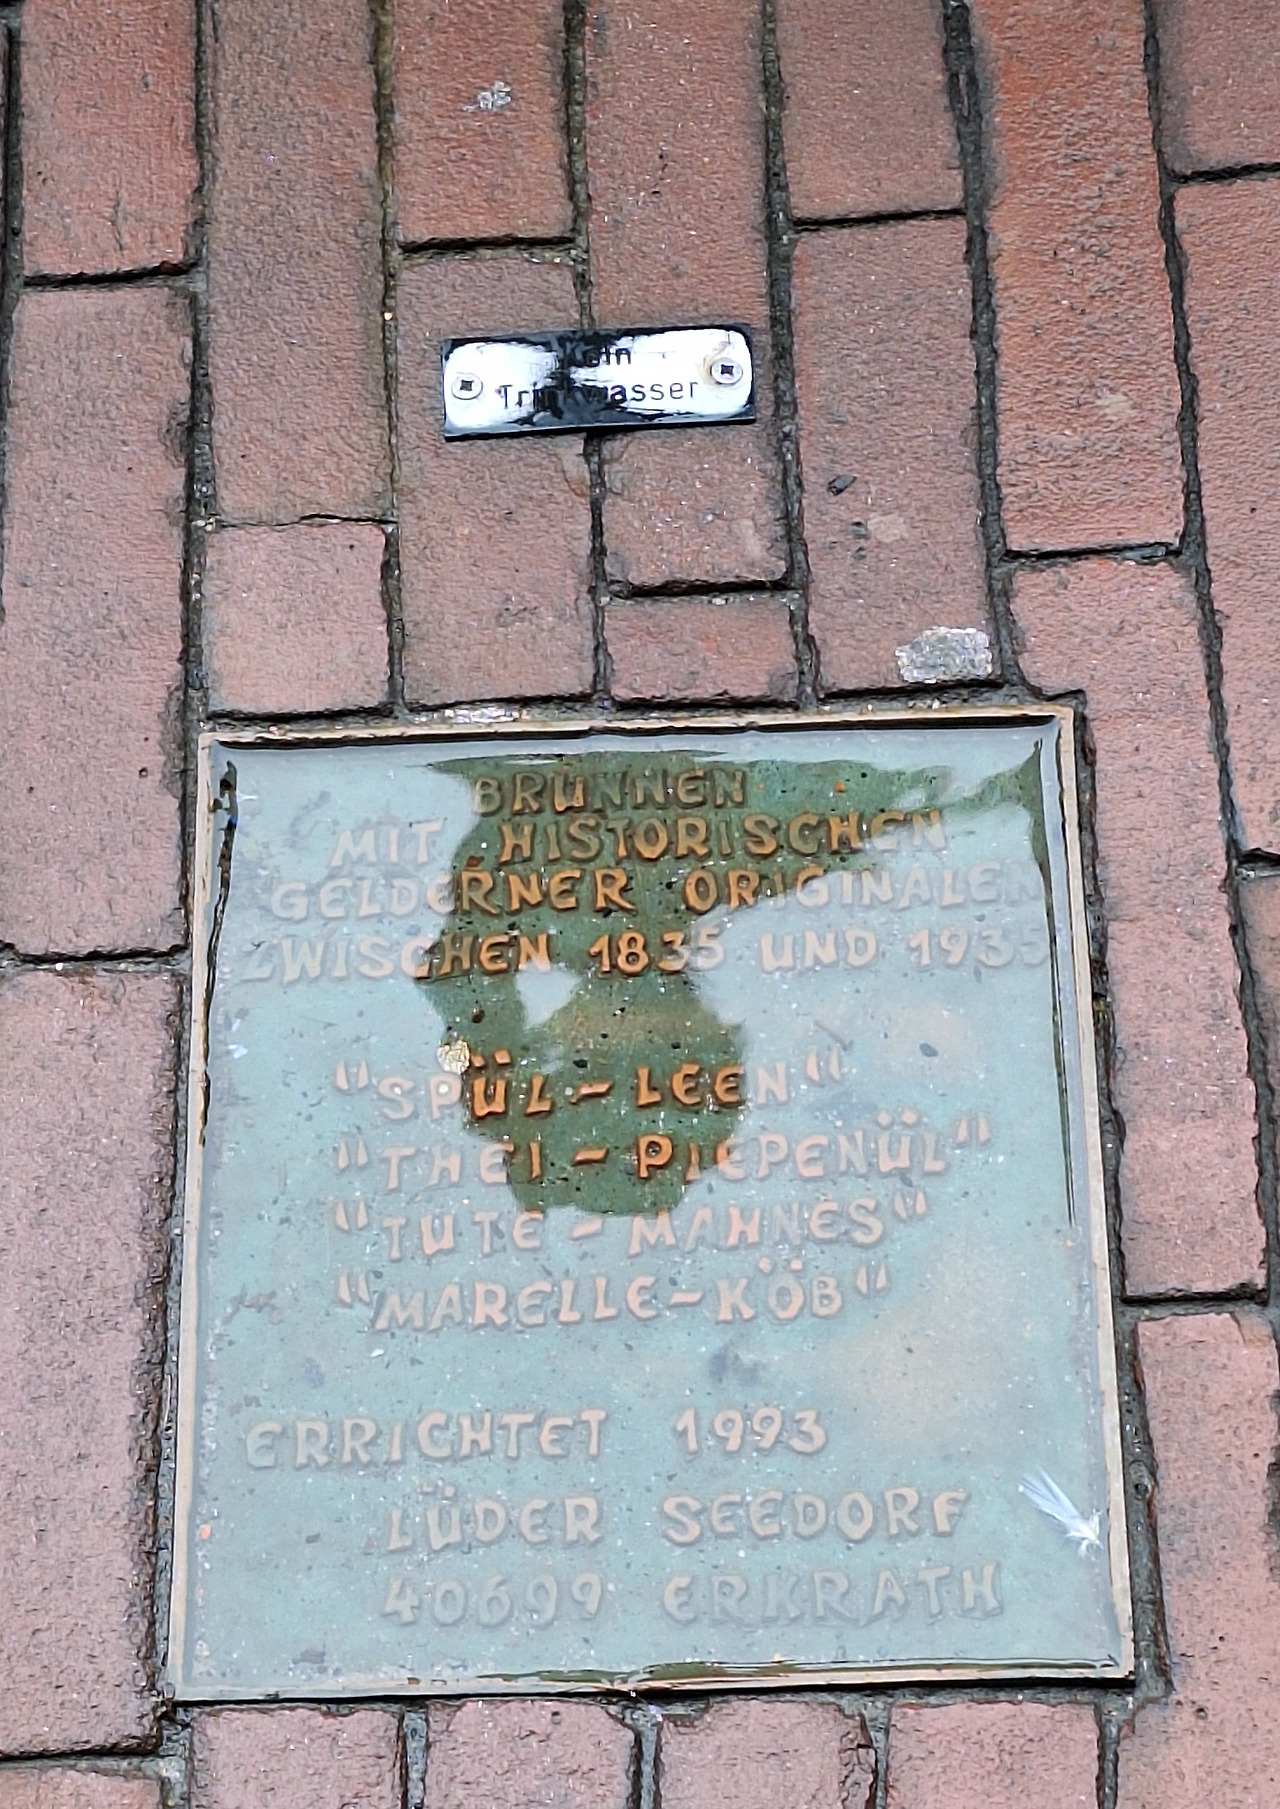 Kein
Trinkwasser
BRUNNEN
MIT HISTORISCHEN
GELDERNER ORIGINALEN
ZWISCHEN 1835 UND 1935
"SPÜL-LEEN"
"THEI-PIEPENÜL"
"TUTE-MAHNES"
"MARELLE-KÖB"
ERRICHTET 1993
LÜDER SEEDORF
40699 ERKRATH